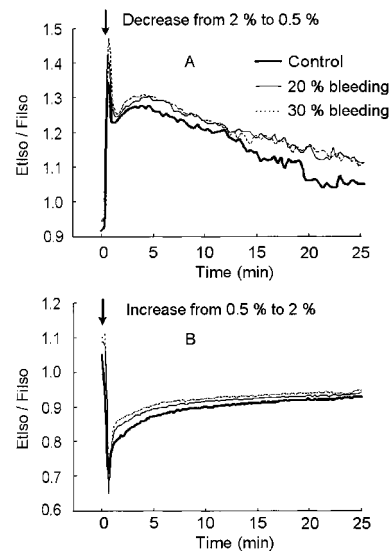 Decrease from 2 % to 0.5 %
A
Control
20 % bleeding
30 % bleeding
EtIso / FiIso
1.5
1.4
1.3
1.2
1.1
1.0
0.9
0 5 10 15 20 25
Time (min)
Increase from 0.5 % to 2 %
B
EtIso / FiIso
1.2
1.1
1.0
0.9
0.8
0.7
0.6
0 5 10 15 20 25
Time (min)